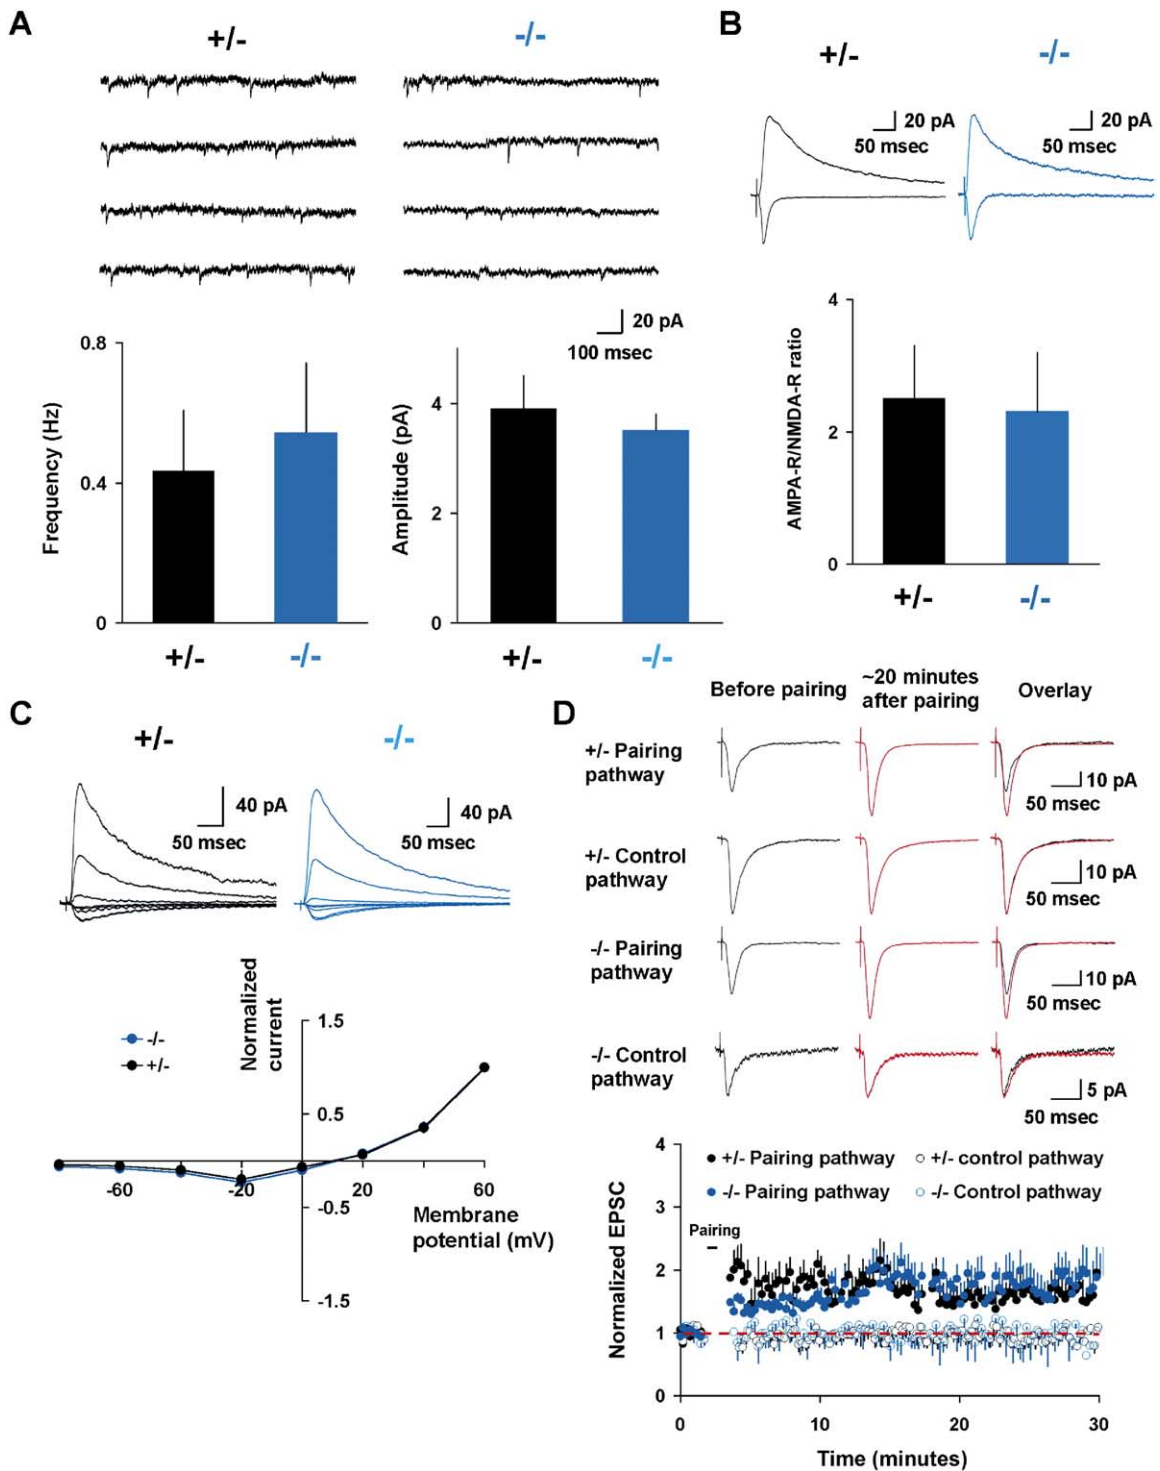 A
+/-
-/-
20 pA
100 msec
0.8
0.4
0
Frequency (Hz)
+/-
-/-
4
2
0
Amplitude (pA)
+/-
-/-
B
+/-
-/-
20 pA
50 msec
20 pA
50 msec
4
2
0
AMPA-R/NMDA-R ratio
+/-
-/-
C
+/-
-/-
40 pA
50 msec
40 pA
50 msec
Normalized
current
-/-
+/-
1.5
0.5
-0.5
-1.5
-60
-20
20
60
Membrane
potential (mV)
D
Before pairing
~20 minutes
after pairing
Overlay
+/- Pairing
pathway
10 pA
50 msec
+/- Control
pathway
10 pA
50 msec
-/- Pairing
pathway
10 pA
50 msec
-/- Control
pathway
5 pA
50 msec
Normalized EPSC
4
3
2
1
0
+/- Pairing pathway
+/- control pathway
-/- Pairing pathway
-/- Control pathway
Pairing
0
10
20
30
Time (minutes)